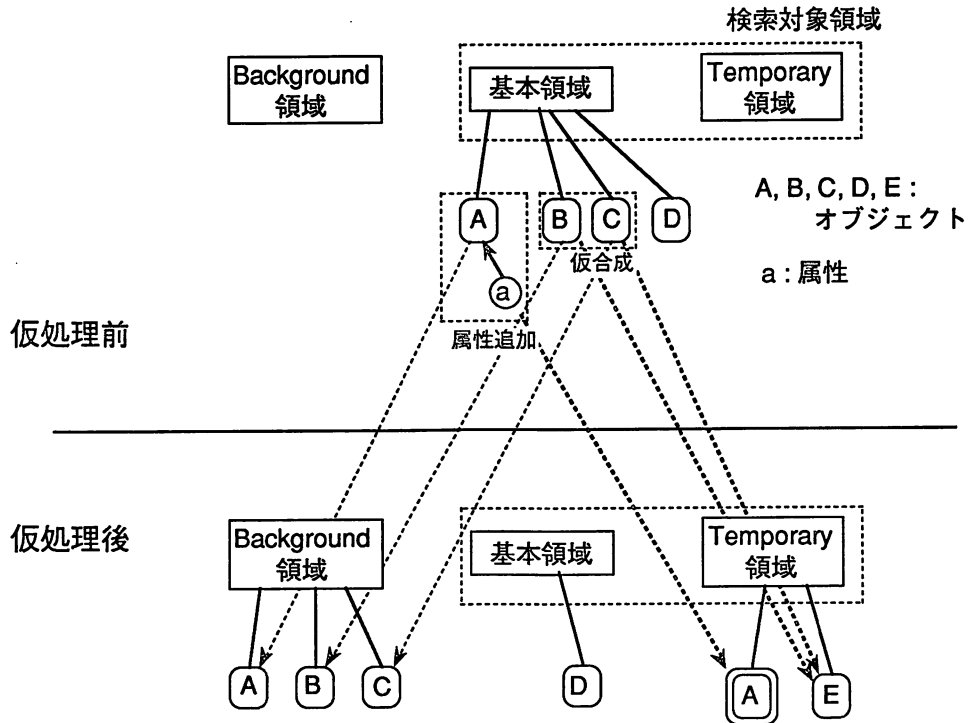 検索対象領域
Background
領域
基本領域
Temporary
領域
A
B
C
D
A, B, C, D, E :
オブジェクト
仮合成
a
a : 属性
仮処理前
属性追加
仮処理後
Background
領域
基本領域
Temporary
領域
A
B
C
D
A
E